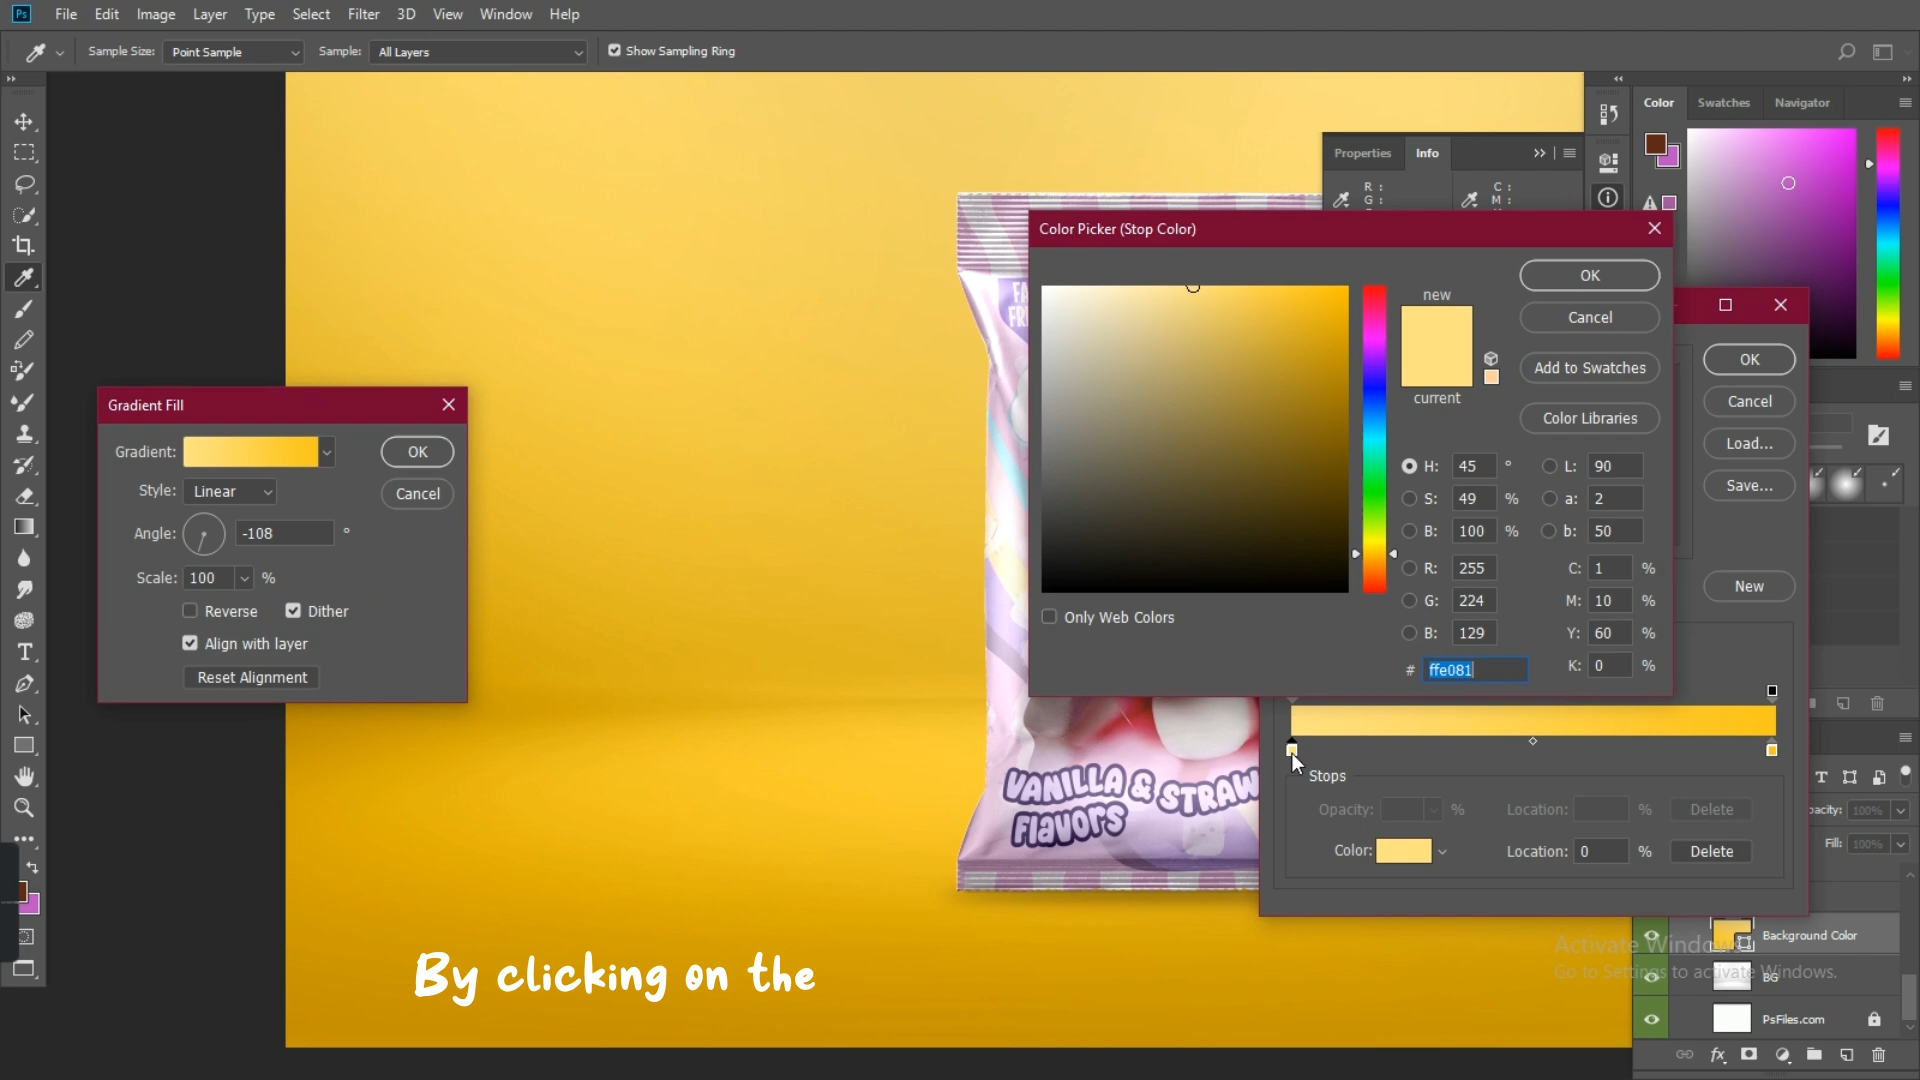 Ps File Edit Image Layer Type Select Filter 3D View Window Help
Sample Size: Point Sample Sample: All Layers Show Sampling Ring
Color Swatches Navigator
Properties Info
R : C :
G : M :
Color Picker (Stop Color)
new
current
OK
Cancel
Add to Swatches
Color Libraries
H: 45 ° L: 90
S: 49 % a: 2
B: 100 % b: 50
R: 255 C: 1 %
G: 224 M: 10 %
B: 129 Y: 60 %
# ffe081 K: 0 %
Only Web Colors
OK
Cancel
Load...
Save...
New
Gradient Fill
Gradient: OK
Style: Linear Cancel
Angle: -108 °
Scale: 100 %
Reverse Dither
Align with layer
Reset Alignment
VANILLA & STRAW
FLAVORS
Stops
Opacity: % Location: % Delete
Color: Location: 0 % Delete
pacity: 100%
Fill: 100%
Background Color
BG
PsFiles.com
fx
Activate Windows
Go to Settings to activate Windows.
By clicking on the